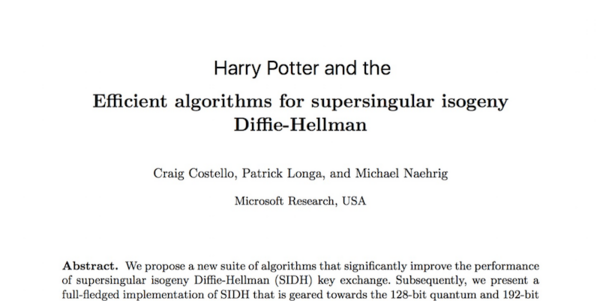 Harry Potter and the
Efficient algorithms for supersingular isogeny
Diffie-Hellman
Craig Costello, Patrick Longa, and Michael Naehrig
Microsoft Research, USA
Abstract. We propose a new suite of algorithms that significantly improve the performance
of supersingular isogeny Diffie-Hellman (SIDH) key exchange. Subsequently, we present a
full-fledged implementation of SIDH that is geared towards the 128-bit quantum and 192-bit